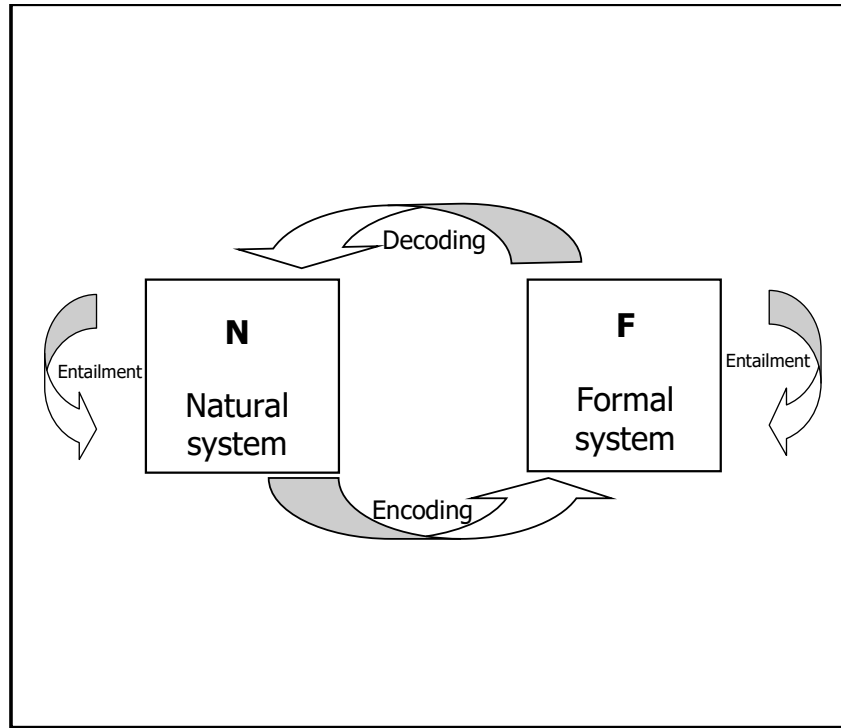 Decoding
N
Natural
system
F
Formal
system
Entailment
Entailment
Encoding